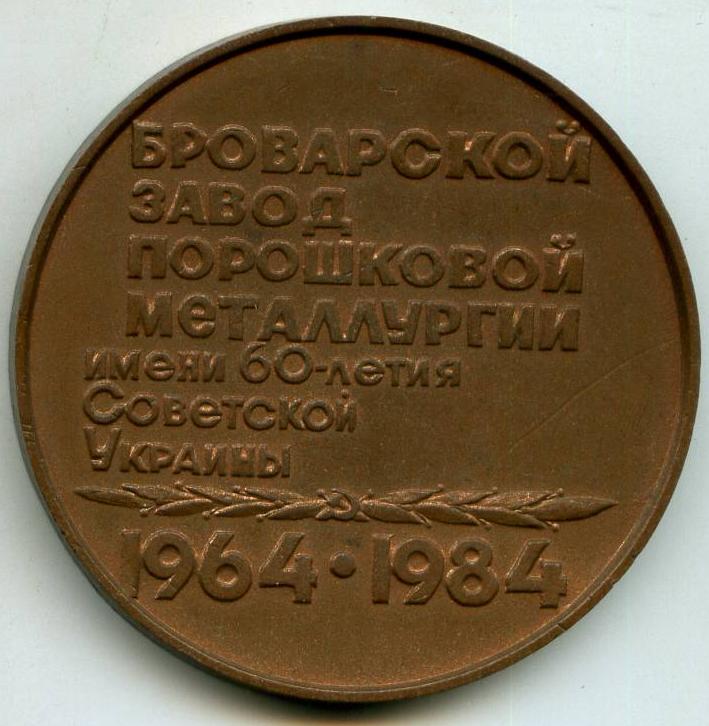 БРОВАРСКОЙ
ЗАВОД
ПОРОШКОВОЙ
МЕТАЛЛУРГИИ
имени 60-летия
Советской
Украины
1964 • 1984